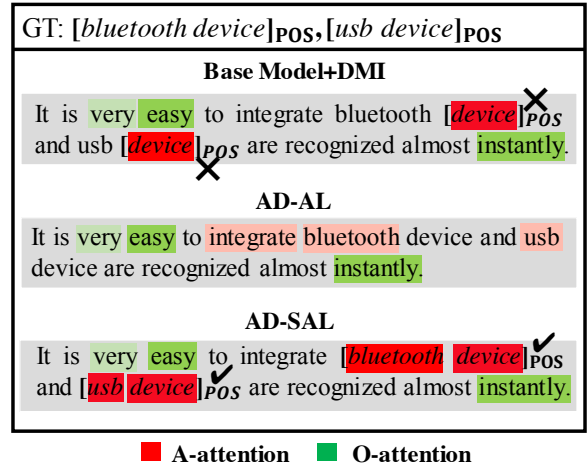 GT: [bluetooth device]POS,[usb device]POS
Base Model+DMI
It is very easy to integrate bluetooth [device]POS
and usb [device]POS are recognized almost instantly.
AD-AL
It is very easy to integrate bluetooth device and usb
device are recognized almost instantly.
AD-SAL
It is very easy to integrate [bluetooth device]POS
and [usb device]POS are recognized almost instantly.
A-attention O-attention